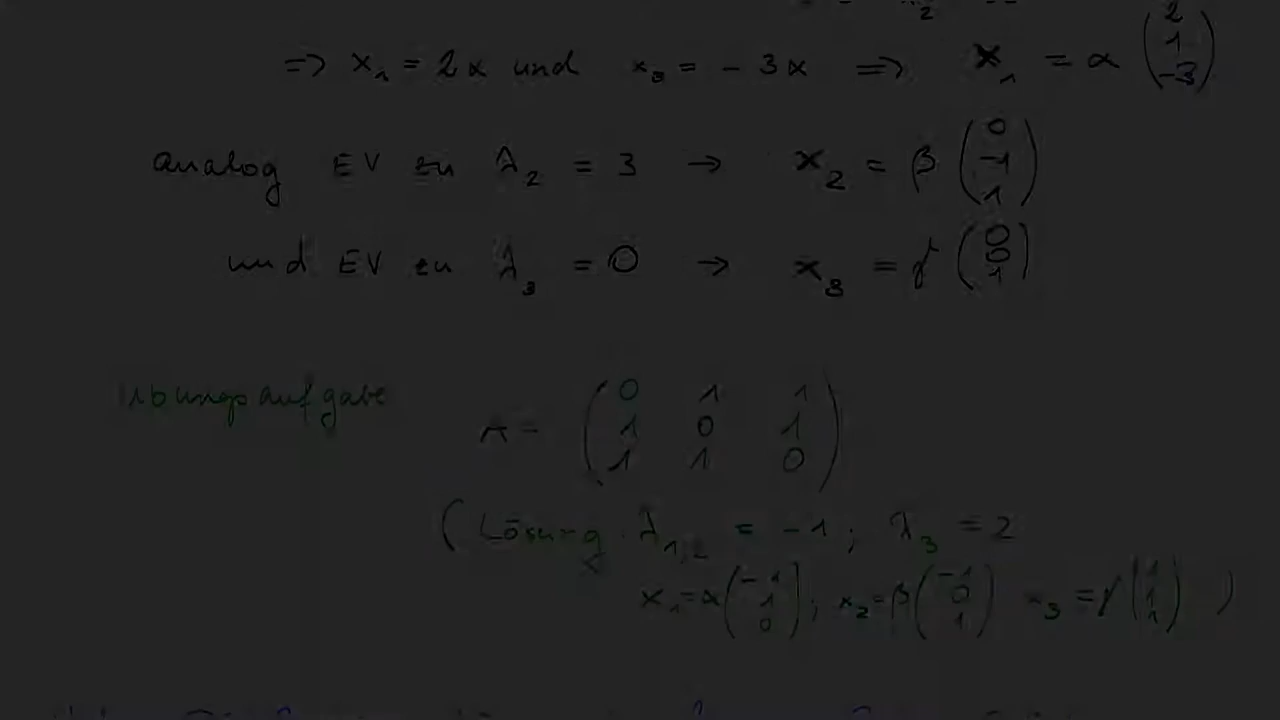 => x₁ = 2α und x₃ = - 3α => x₁ = α (2 1 -3)
analog EV zu λ₂ = 3 → x₂ = β (0 -1 1)
und EV zu λ₃ = 0 → x₃ = γ (0 0 1)
Übungsaufgabe A = (0 1 1
1 0 1
1 1 0)
(Lösung: λ₁,₂ = -1; λ₃ = 2
x₁ = α (-1 1 0); x₂ = β (-1 0 1) x₃ = γ (1 1 1) )